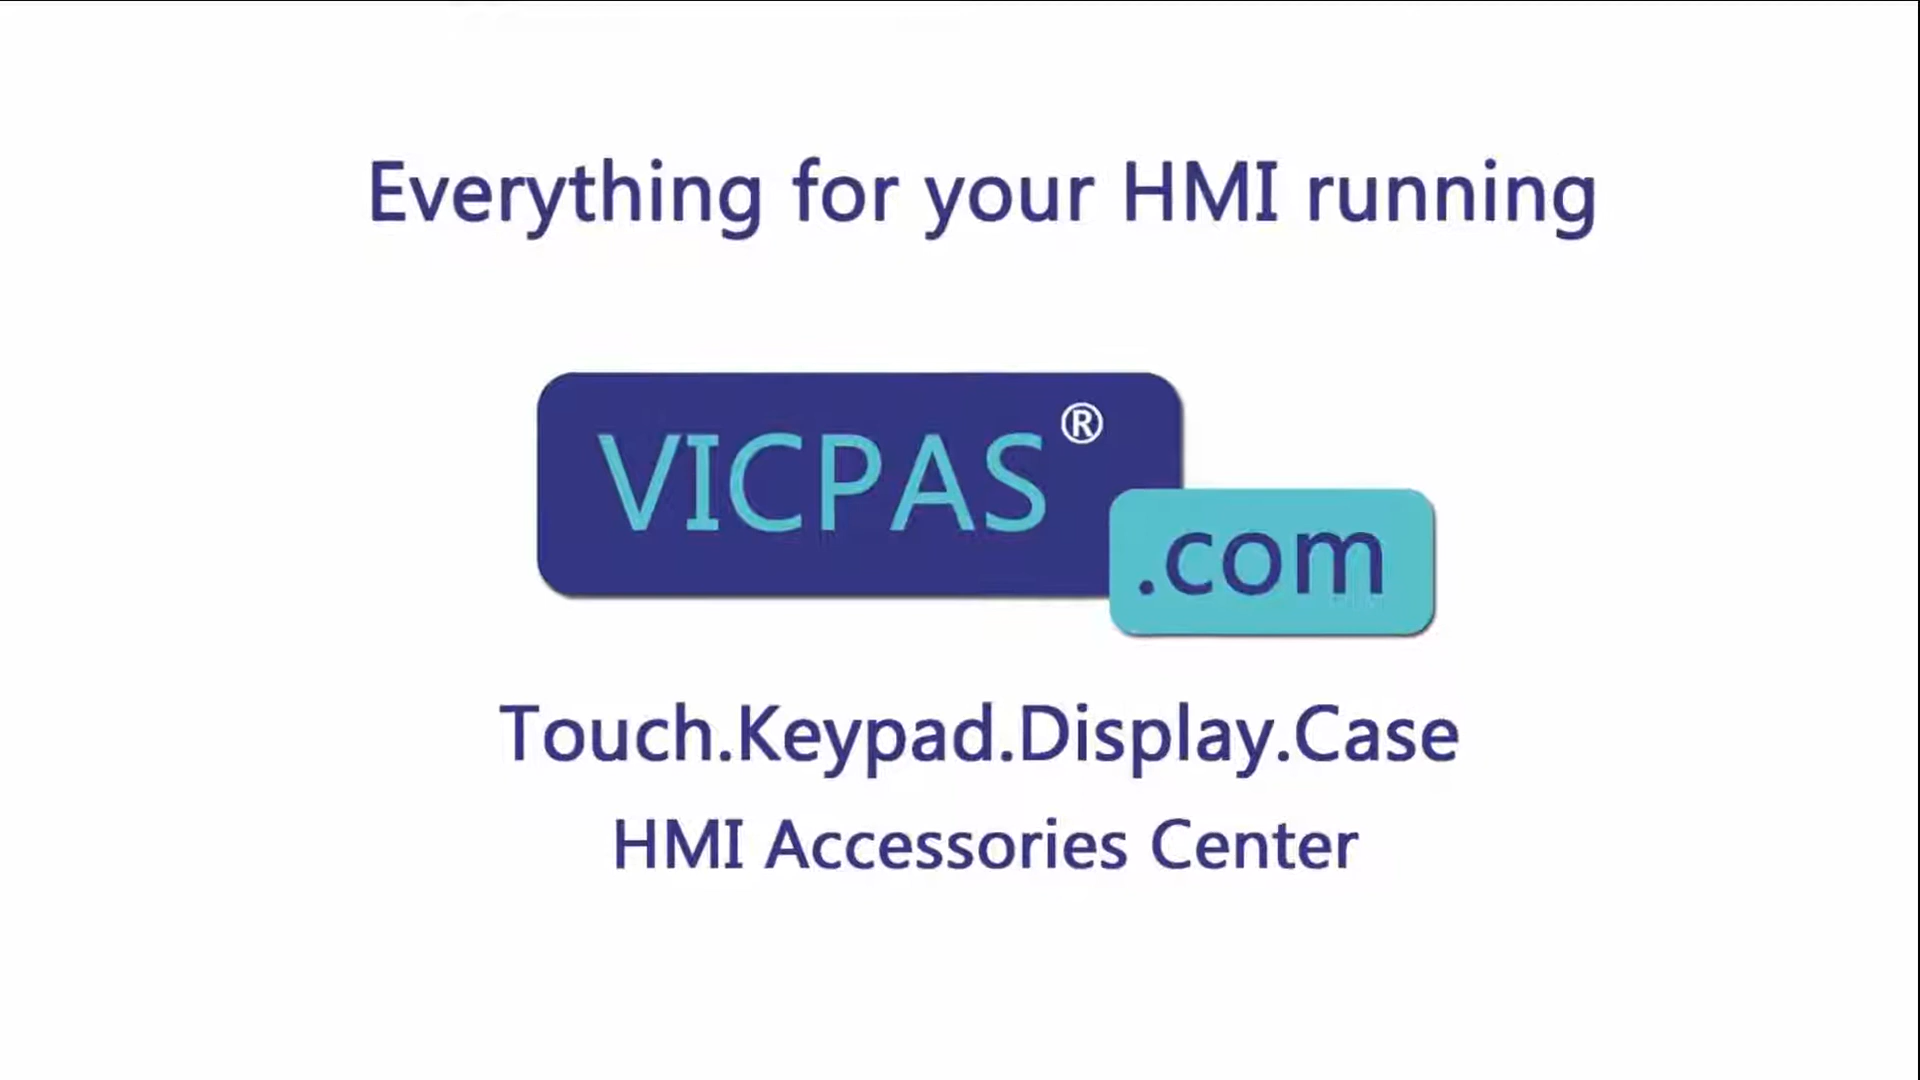 Everything for your HMI running
VICPAS®
.com
Touch.Keypad.Display.Case
HMI Accessories Center